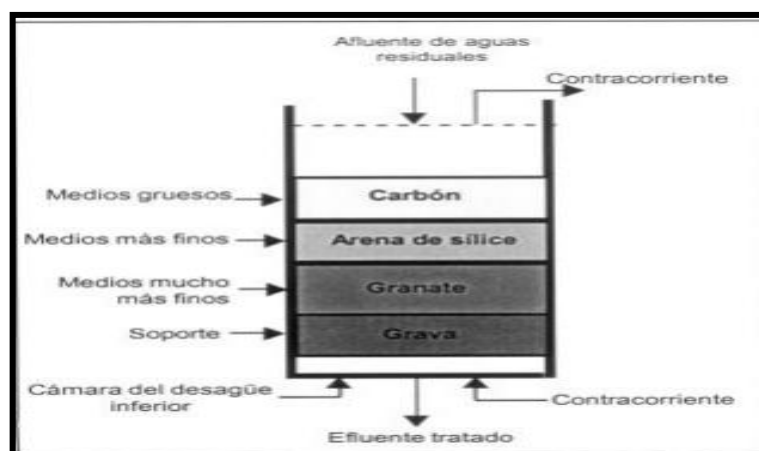 Afluente de aguas
residuales
Contracorriente
Medios gruesos
Carbón
Medios más finos
Arena de sílice
Medios mucho
más finos
Granate
Soporte
Grava
Cámara del desagüe
inferior
Contracorriente
Efluente tratado